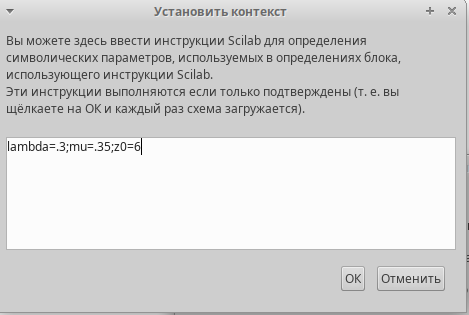 Установить контекст
Вы можете здесь ввести инструкции Scilab для определения
символических параметров, используемых в определениях блока,
использующего инструкции Scilab.
Эти инструкции выполняются если только подтверждены (т. е. вы
щёлкаете на ОК и каждый раз схема загружается).
lambda=.3;mu=.35;z0=6
ОК Отменить